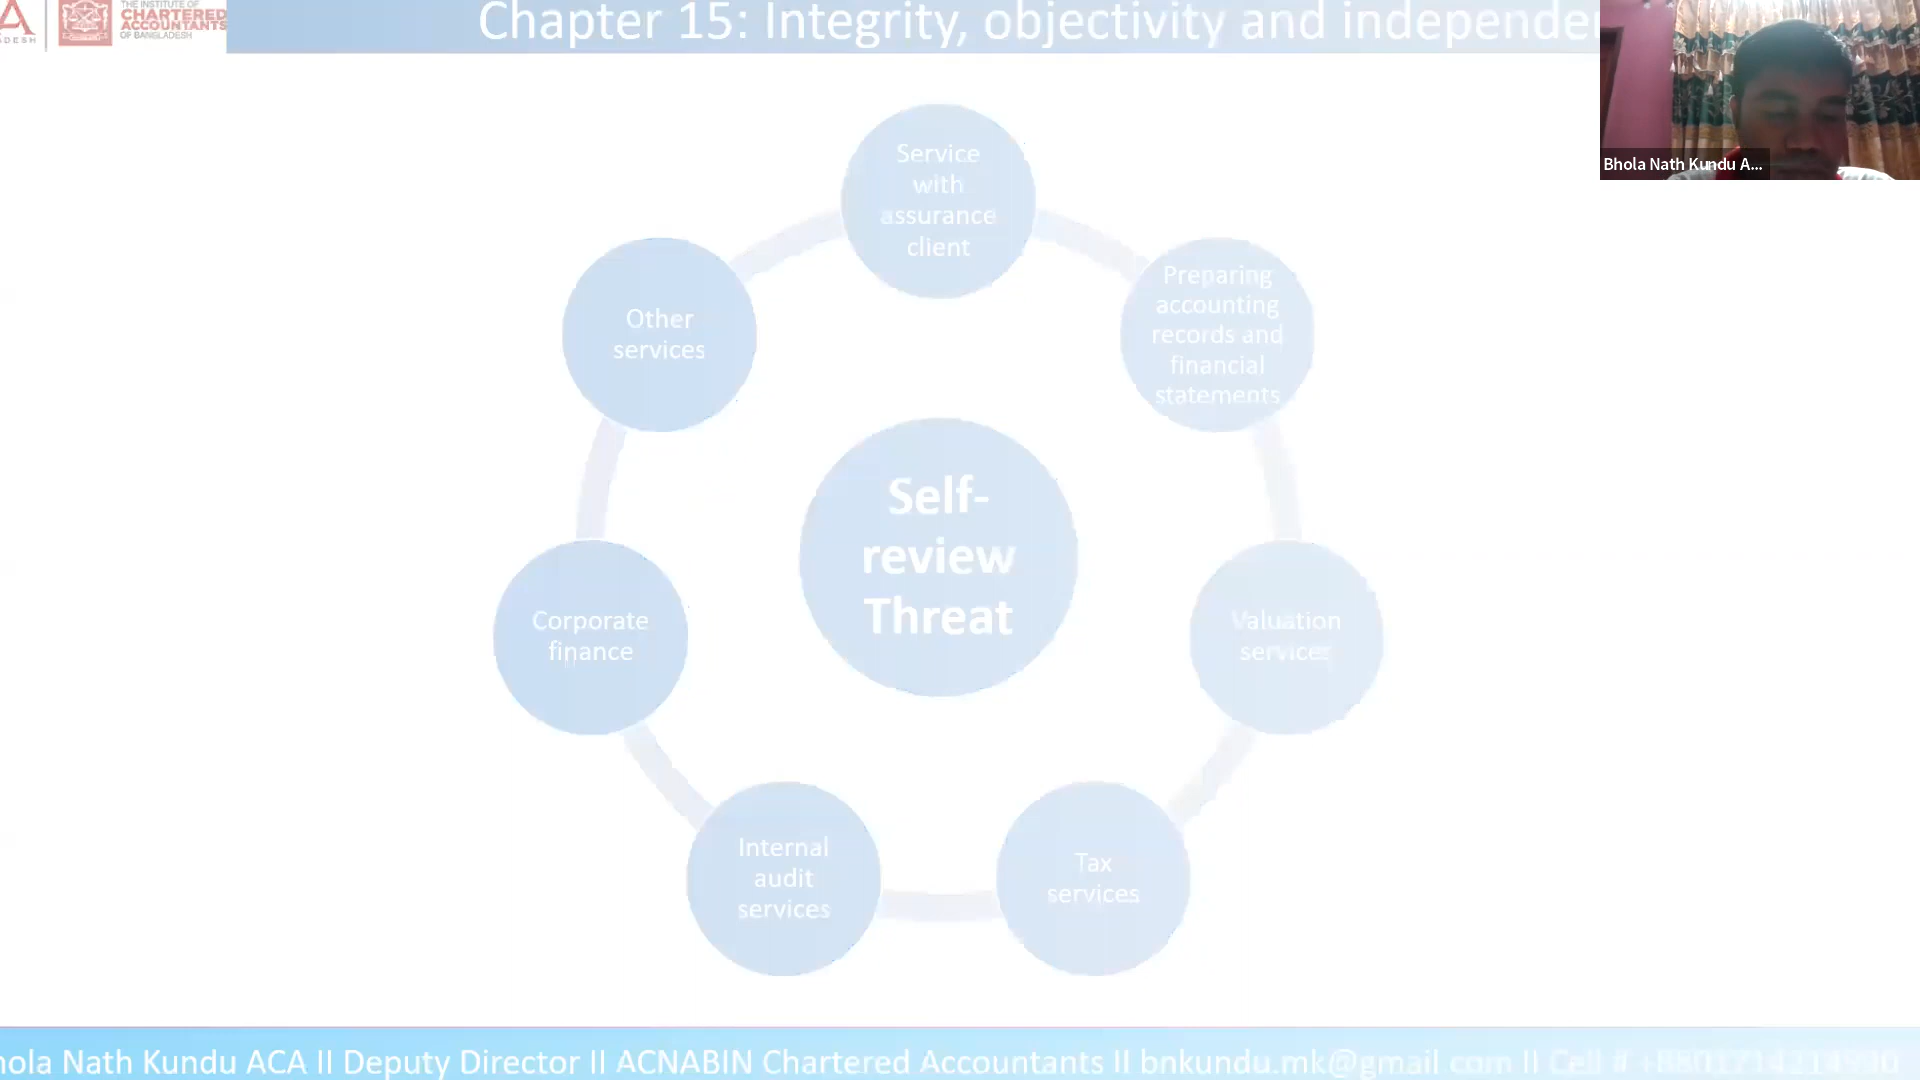 THE INSTITUTE OF
CHARTERED
ACCOUNTANTS
OF BANGLADESH
Chapter 15: Integrity, objectivity and independe
Bhola Nath Kundu A...
Service
with
assurance
client
Preparing
accounting
records and
financial
statements
Other
services
Self-
review
Threat
Corporate
finance
Valuation
services
Internal
audit
services
Tax
services
hola Nath Kundu ACA II Deputy Director II ACNABIN Chartered Accountants II bnkundu.mk@gmail com II Cell #